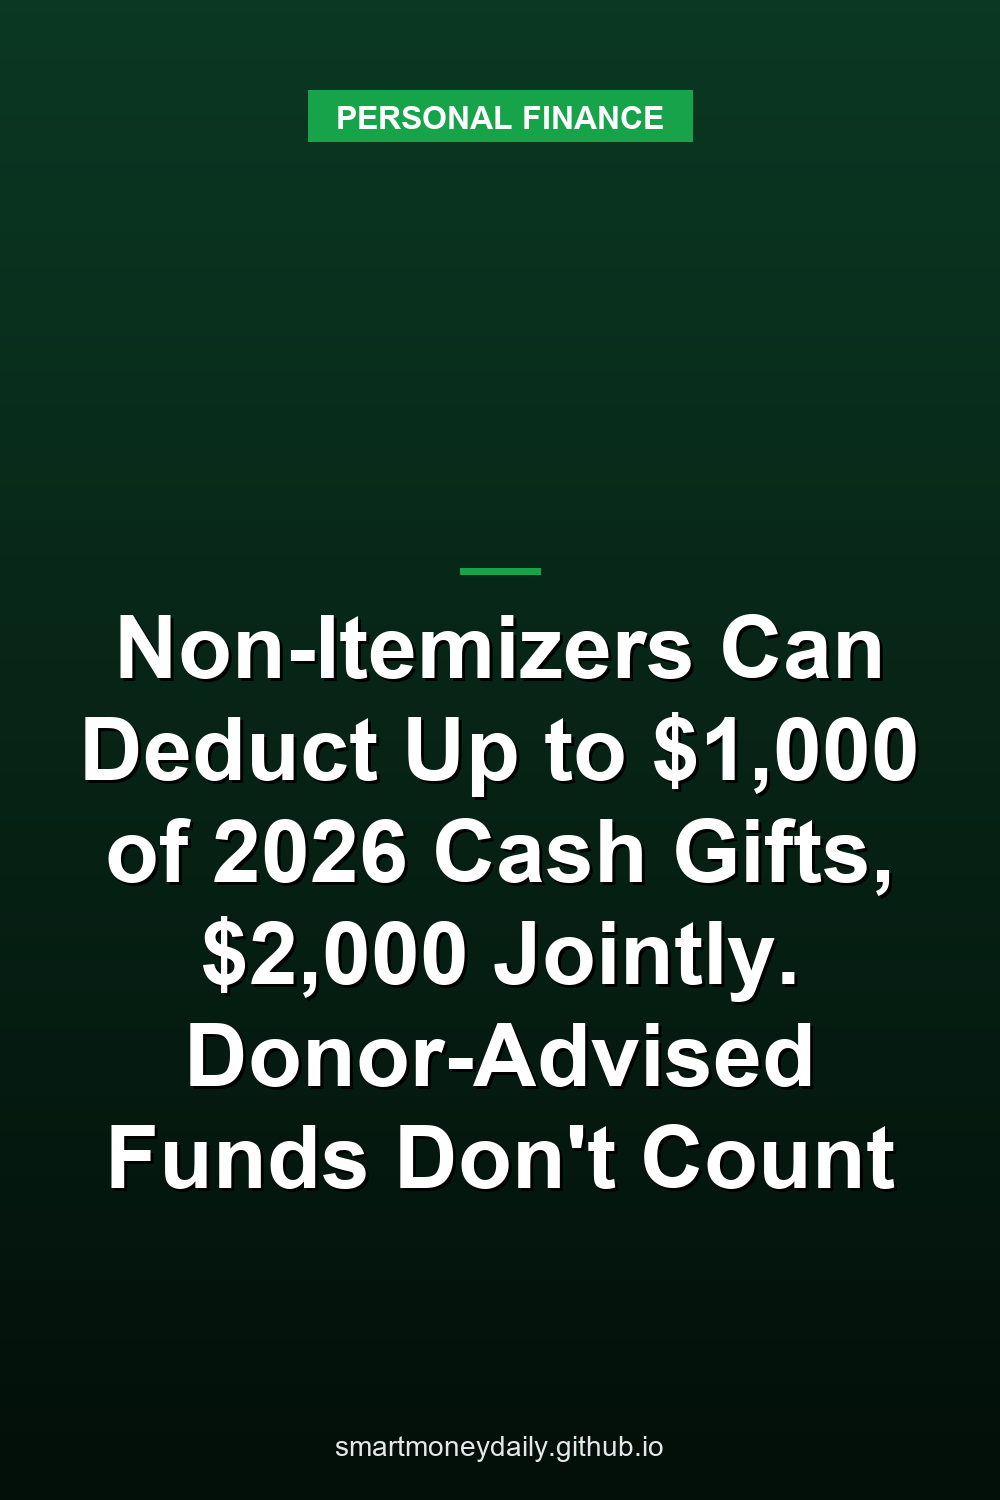 PERSONAL FINANCE
Non-Itemizers Can
Deduct Up to $1,000
of 2026 Cash Gifts,
$2,000 Jointly.
Donor-Advised
Funds Don't Count
smartmoneydaily.github.io